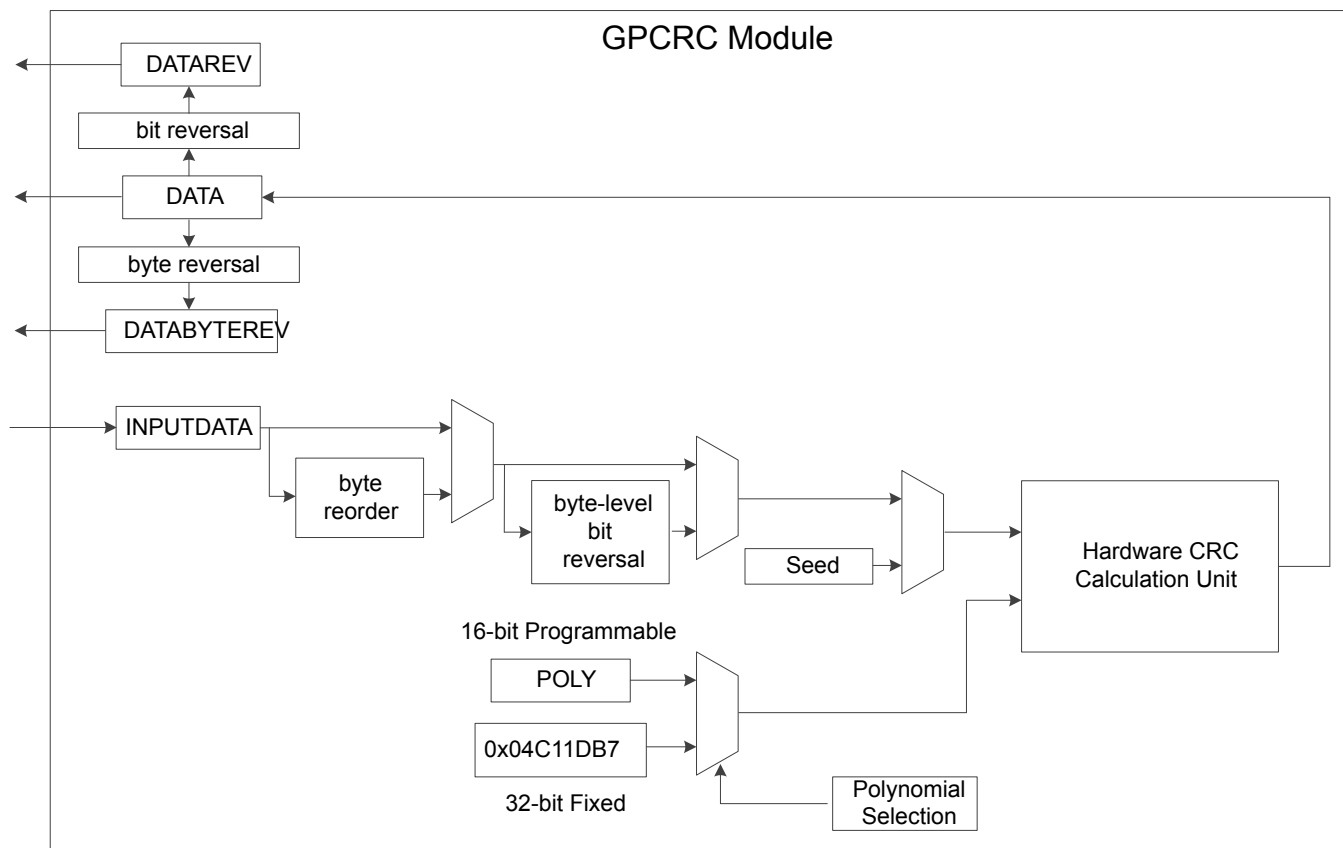 GPCRC Module
DATAREV
bit reversal
DATA
byte reversal
DATABYTEREV
INPUTDATA
byte
reorder
byte-level
bit
reversal
Seed
Hardware CRC
Calculation Unit
16-bit Programmable
POLY
0x04C11DB7
32-bit Fixed
Polynomial
Selection